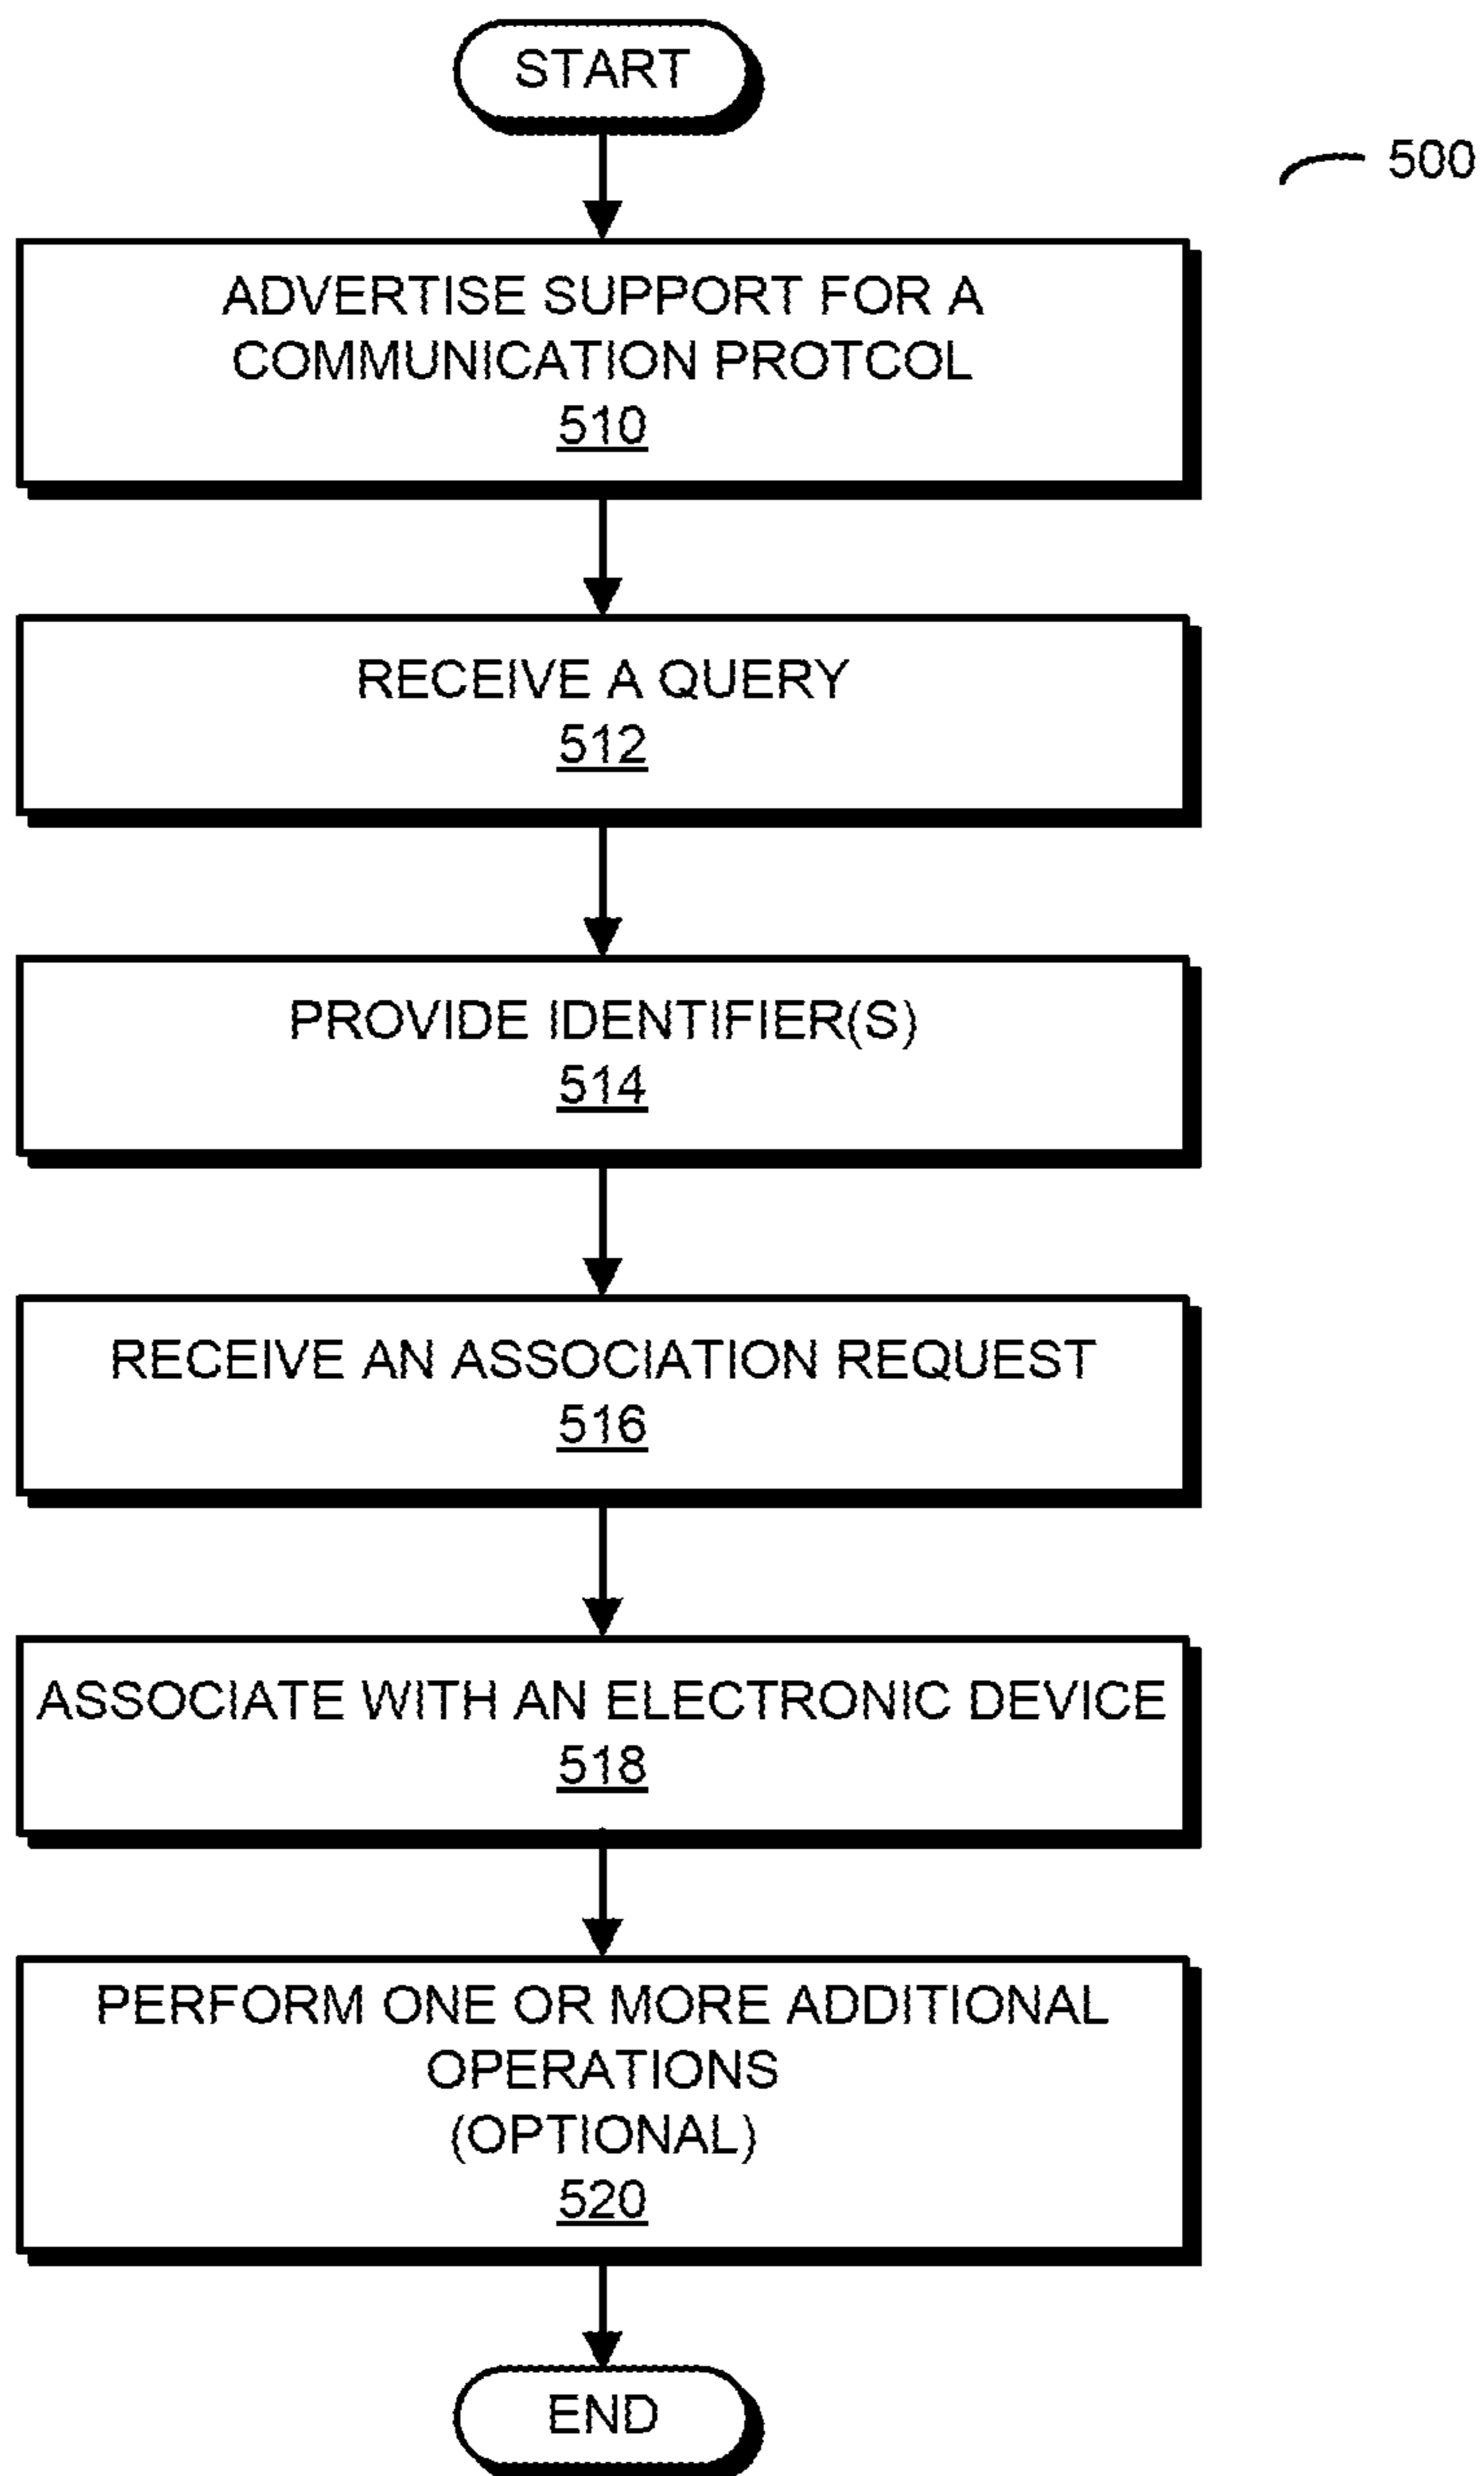 START
500
ADVERTISE SUPPORT FOR A
COMMUNICATION PROTCOL
510
RECEIVE A QUERY
512
PROVIDE IDENTIFIER(S)
514
RECEIVE AN ASSOCIATION REQUEST
516
ASSOCIATE WITH AN ELECTRONIC DEVICE
518
PERFORM ONE OR MORE ADDITIONAL
OPERATIONS
(OPTIONAL)
520
END